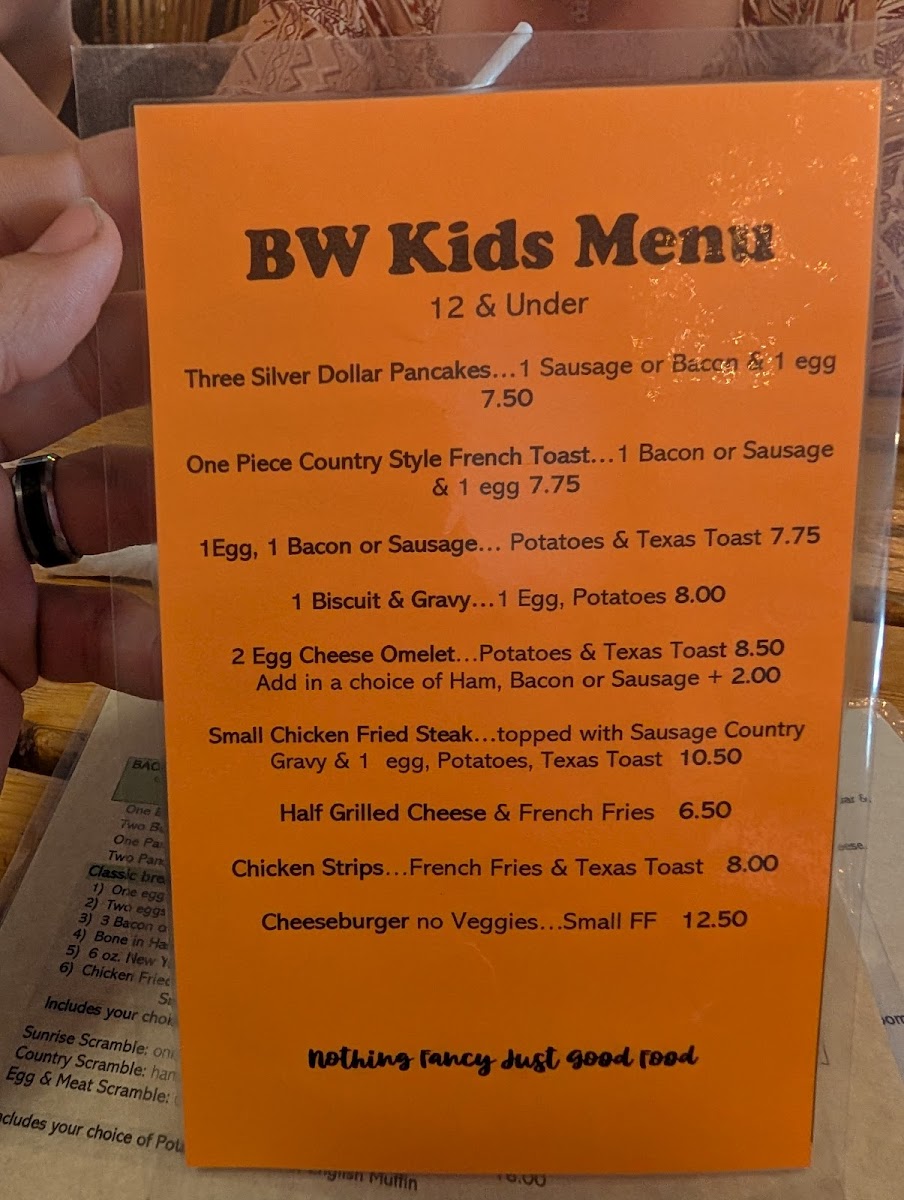 BW Kids Menu
12 & Under
Three Silver Dollar Pancakes...1 Sausage or Bacon & 1 egg
7.50
One Piece Country Style French Toast...1 Bacon or Sausage
& 1 egg 7.75
1Egg, 1 Bacon or Sausage... Potatoes & Texas Toast 7.75
1 Biscuit & Gravy...1 Egg, Potatoes 8.00
2 Egg Cheese Omelet...Potatoes & Texas Toast 8.50
Add in a choice of Ham, Bacon or Sausage + 2.00
Small Chicken Fried Steak...topped with Sausage Country
Gravy & 1 egg, Potatoes, Texas Toast 10.50
Half Grilled Cheese & French Fries 6.50
Chicken Strips...French Fries & Texas Toast 8.00
Cheeseburger no Veggies...Small FF 12.50
Nothing Fancy Just Good Food
One
Two
One
Two
Classic
1) One egg
2) Two eggs
3) 3 Bacon
4) Bone in
5) 6 oz. New
6) Chicken Fried
Includes your
Sunrise Scramble:
Country Scramble:
Egg & Meat Scramble:
your choice of
English Muffin